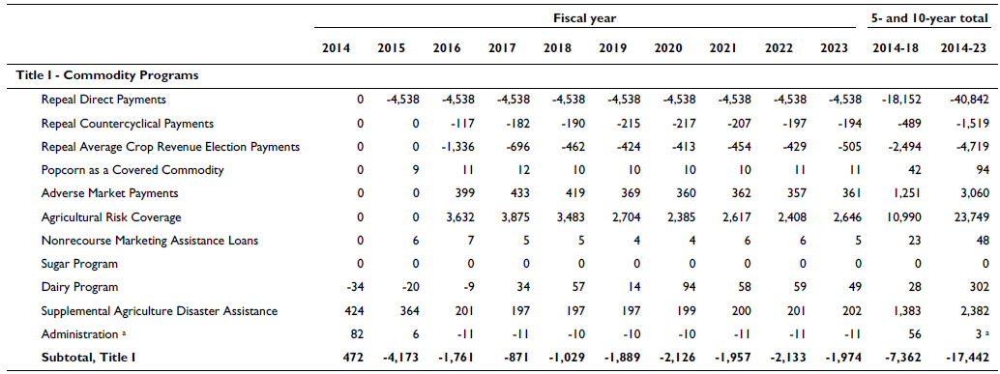 Fiscal year 5- and 10-year total
2014 2015 2016 2017 2018 2019 2020 2021 2022 2023 2014-18 2014-23
Title I - Commodity Programs
Repeal Direct Payments 0 -4,538 -4,538 -4,538 -4,538 -4,538 -4,538 -4,538 -4,538 -4,538 -18,152 -40,842
Repeal Countercyclical Payments 0 0 -117 -182 -190 -215 -217 -207 -197 -194 -489 -1,519
Repeal Average Crop Revenue Election Payments 0 0 -1,336 -696 -462 -424 -413 -454 -429 -505 -2,494 -4,719
Popcorn as a Covered Commodity 0 9 11 12 10 10 10 10 11 11 42 94
Adverse Market Payments 0 0 399 433 419 369 360 362 357 361 1,251 3,060
Agricultural Risk Coverage 0 0 3,632 3,875 3,483 2,704 2,385 2,617 2,408 2,646 10,990 23,749
Nonrecourse Marketing Assistance Loans 0 6 7 5 5 4 4 6 6 5 23 48
Sugar Program 0 0 0 0 0 0 0 0 0 0 0 0
Dairy Program -34 -20 -9 34 57 14 94 58 59 49 28 302
Supplemental Agriculture Disaster Assistance 424 364 201 197 197 197 199 200 201 202 1,383 2,382
Administration a 82 6 -11 -11 -10 -10 -10 -11 -11 -11 56 3 a
Subtotal, Title I 472 -4,173 -1,761 -871 -1,029 -1,889 -2,126 -1,957 -2,133 -1,974 -7,362 -17,442